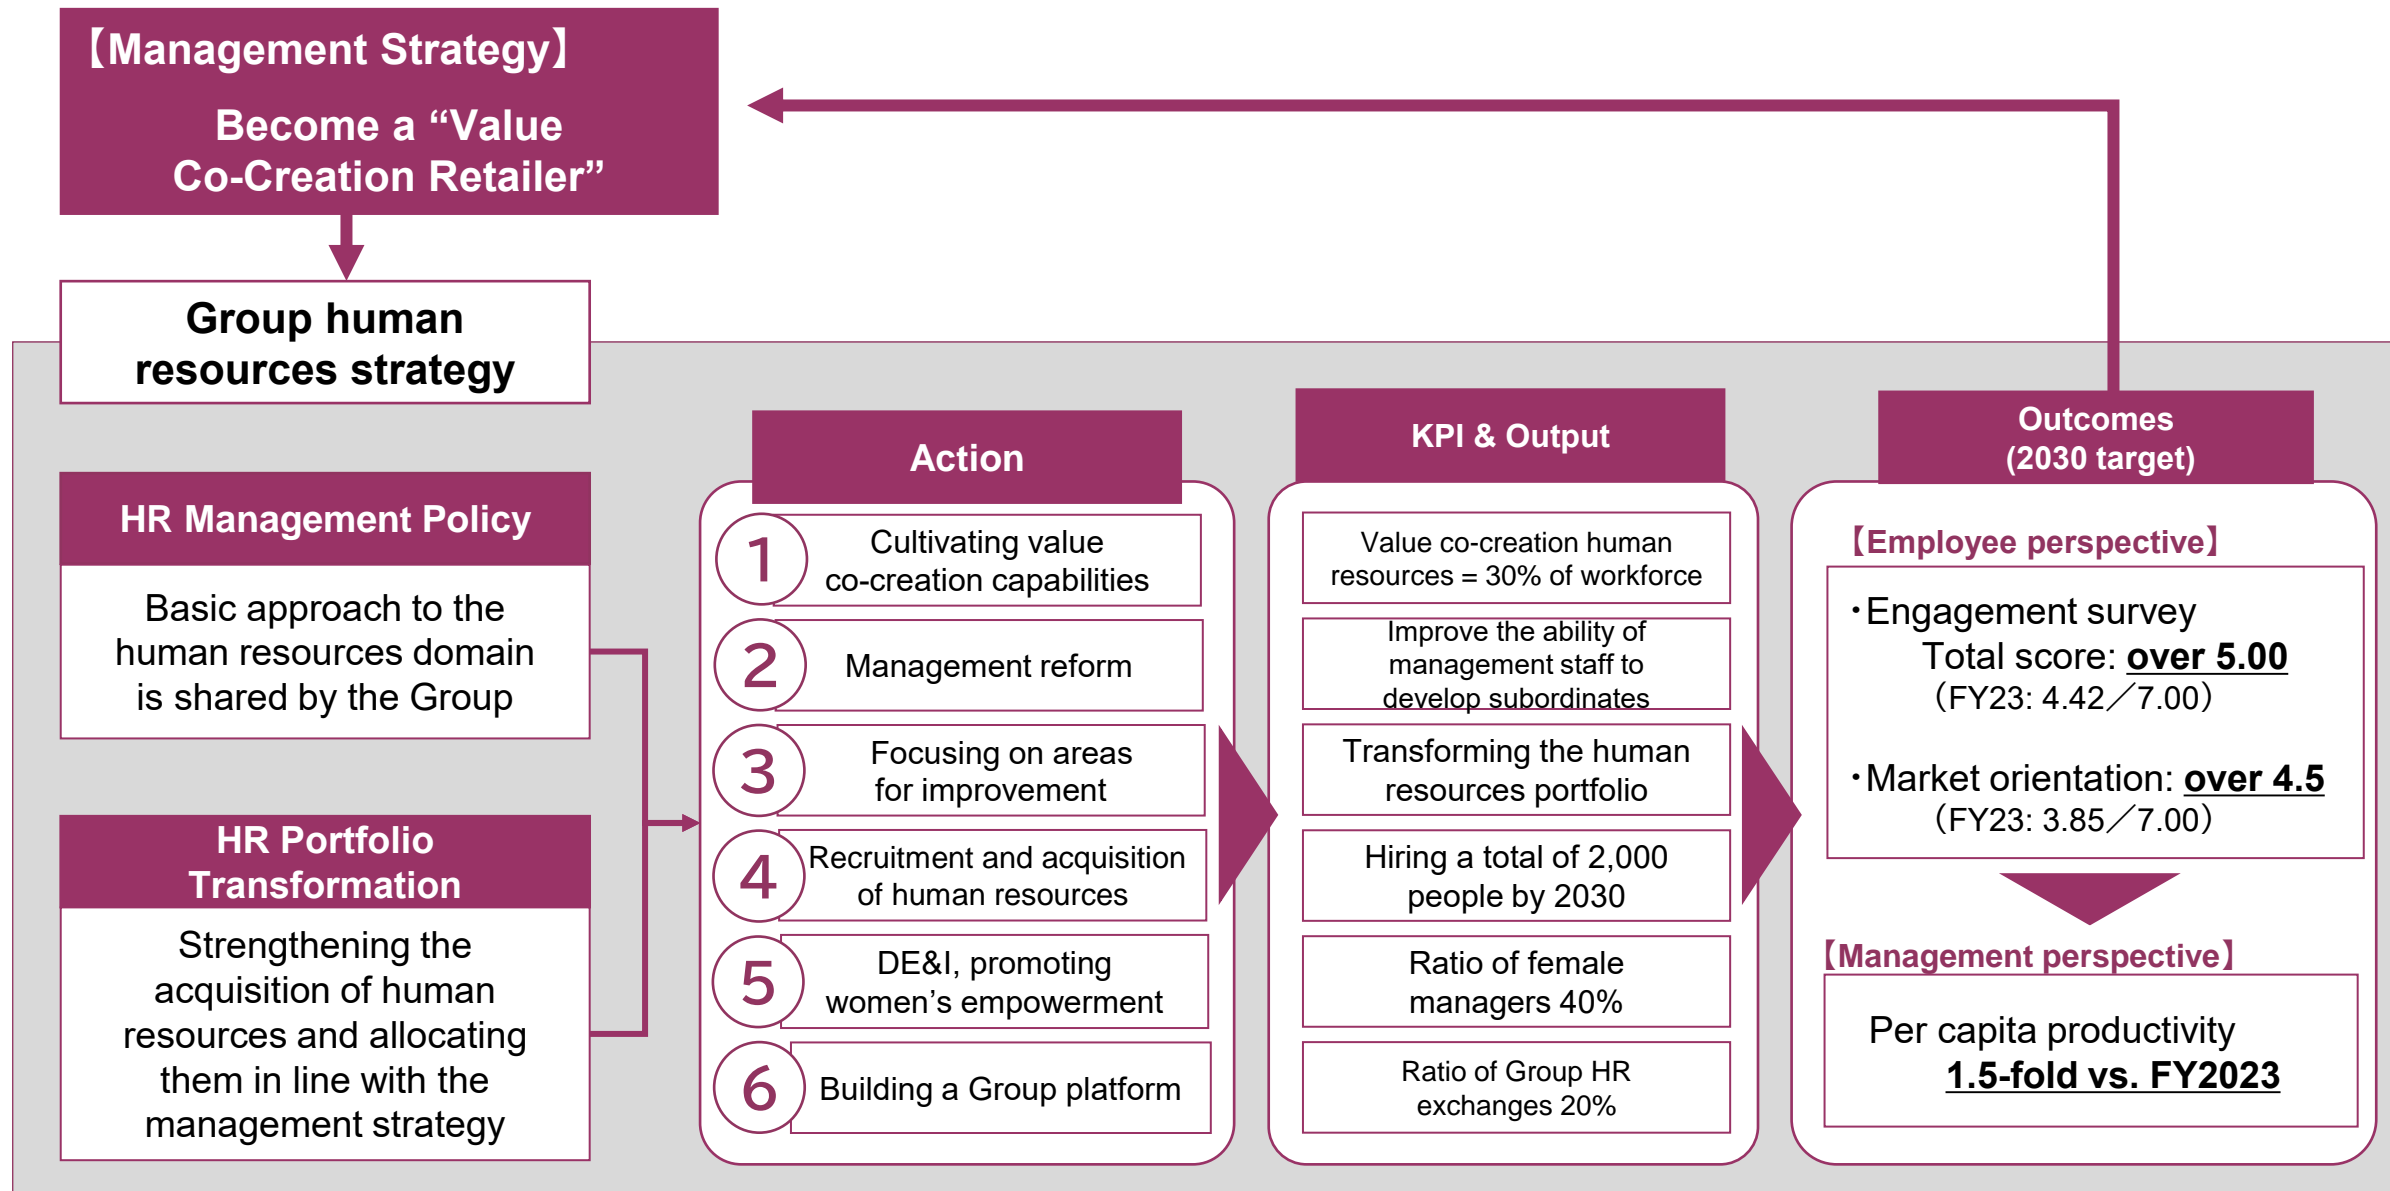 【Management Strategy】
Become a “Value
Co-Creation Retailer”
Group human
resources strategy
HR Management Policy
Basic approach to the
human resources domain
is shared by the Group
HR Portfolio
Transformation
Strengthening the
acquisition of human
resources and allocating
them in line with the
management strategy
Action
1
Cultivating value
co-creation capabilities
2
Management reform
3
Focusing on areas
for improvement
4
Recruitment and acquisition
of human resources
5
DE&I, promoting
women’s empowerment
6
Building a Group platform
KPI & Output
Value co-creation human
resources = 30% of workforce
Improve the ability of
management staff to
develop subordinates
Transforming the human
resources portfolio
Hiring a total of 2,000
people by 2030
Ratio of female
managers 40%
Ratio of Group HR
exchanges 20%
Outcomes
(2030 target)
【Employee perspective】
・Engagement survey
Total score: over 5.00
（FY23: 4.42／7.00）
・Market orientation: over 4.5
（FY23: 3.85／7.00）
【Management perspective】
Per capita productivity
1.5-fold vs. FY2023